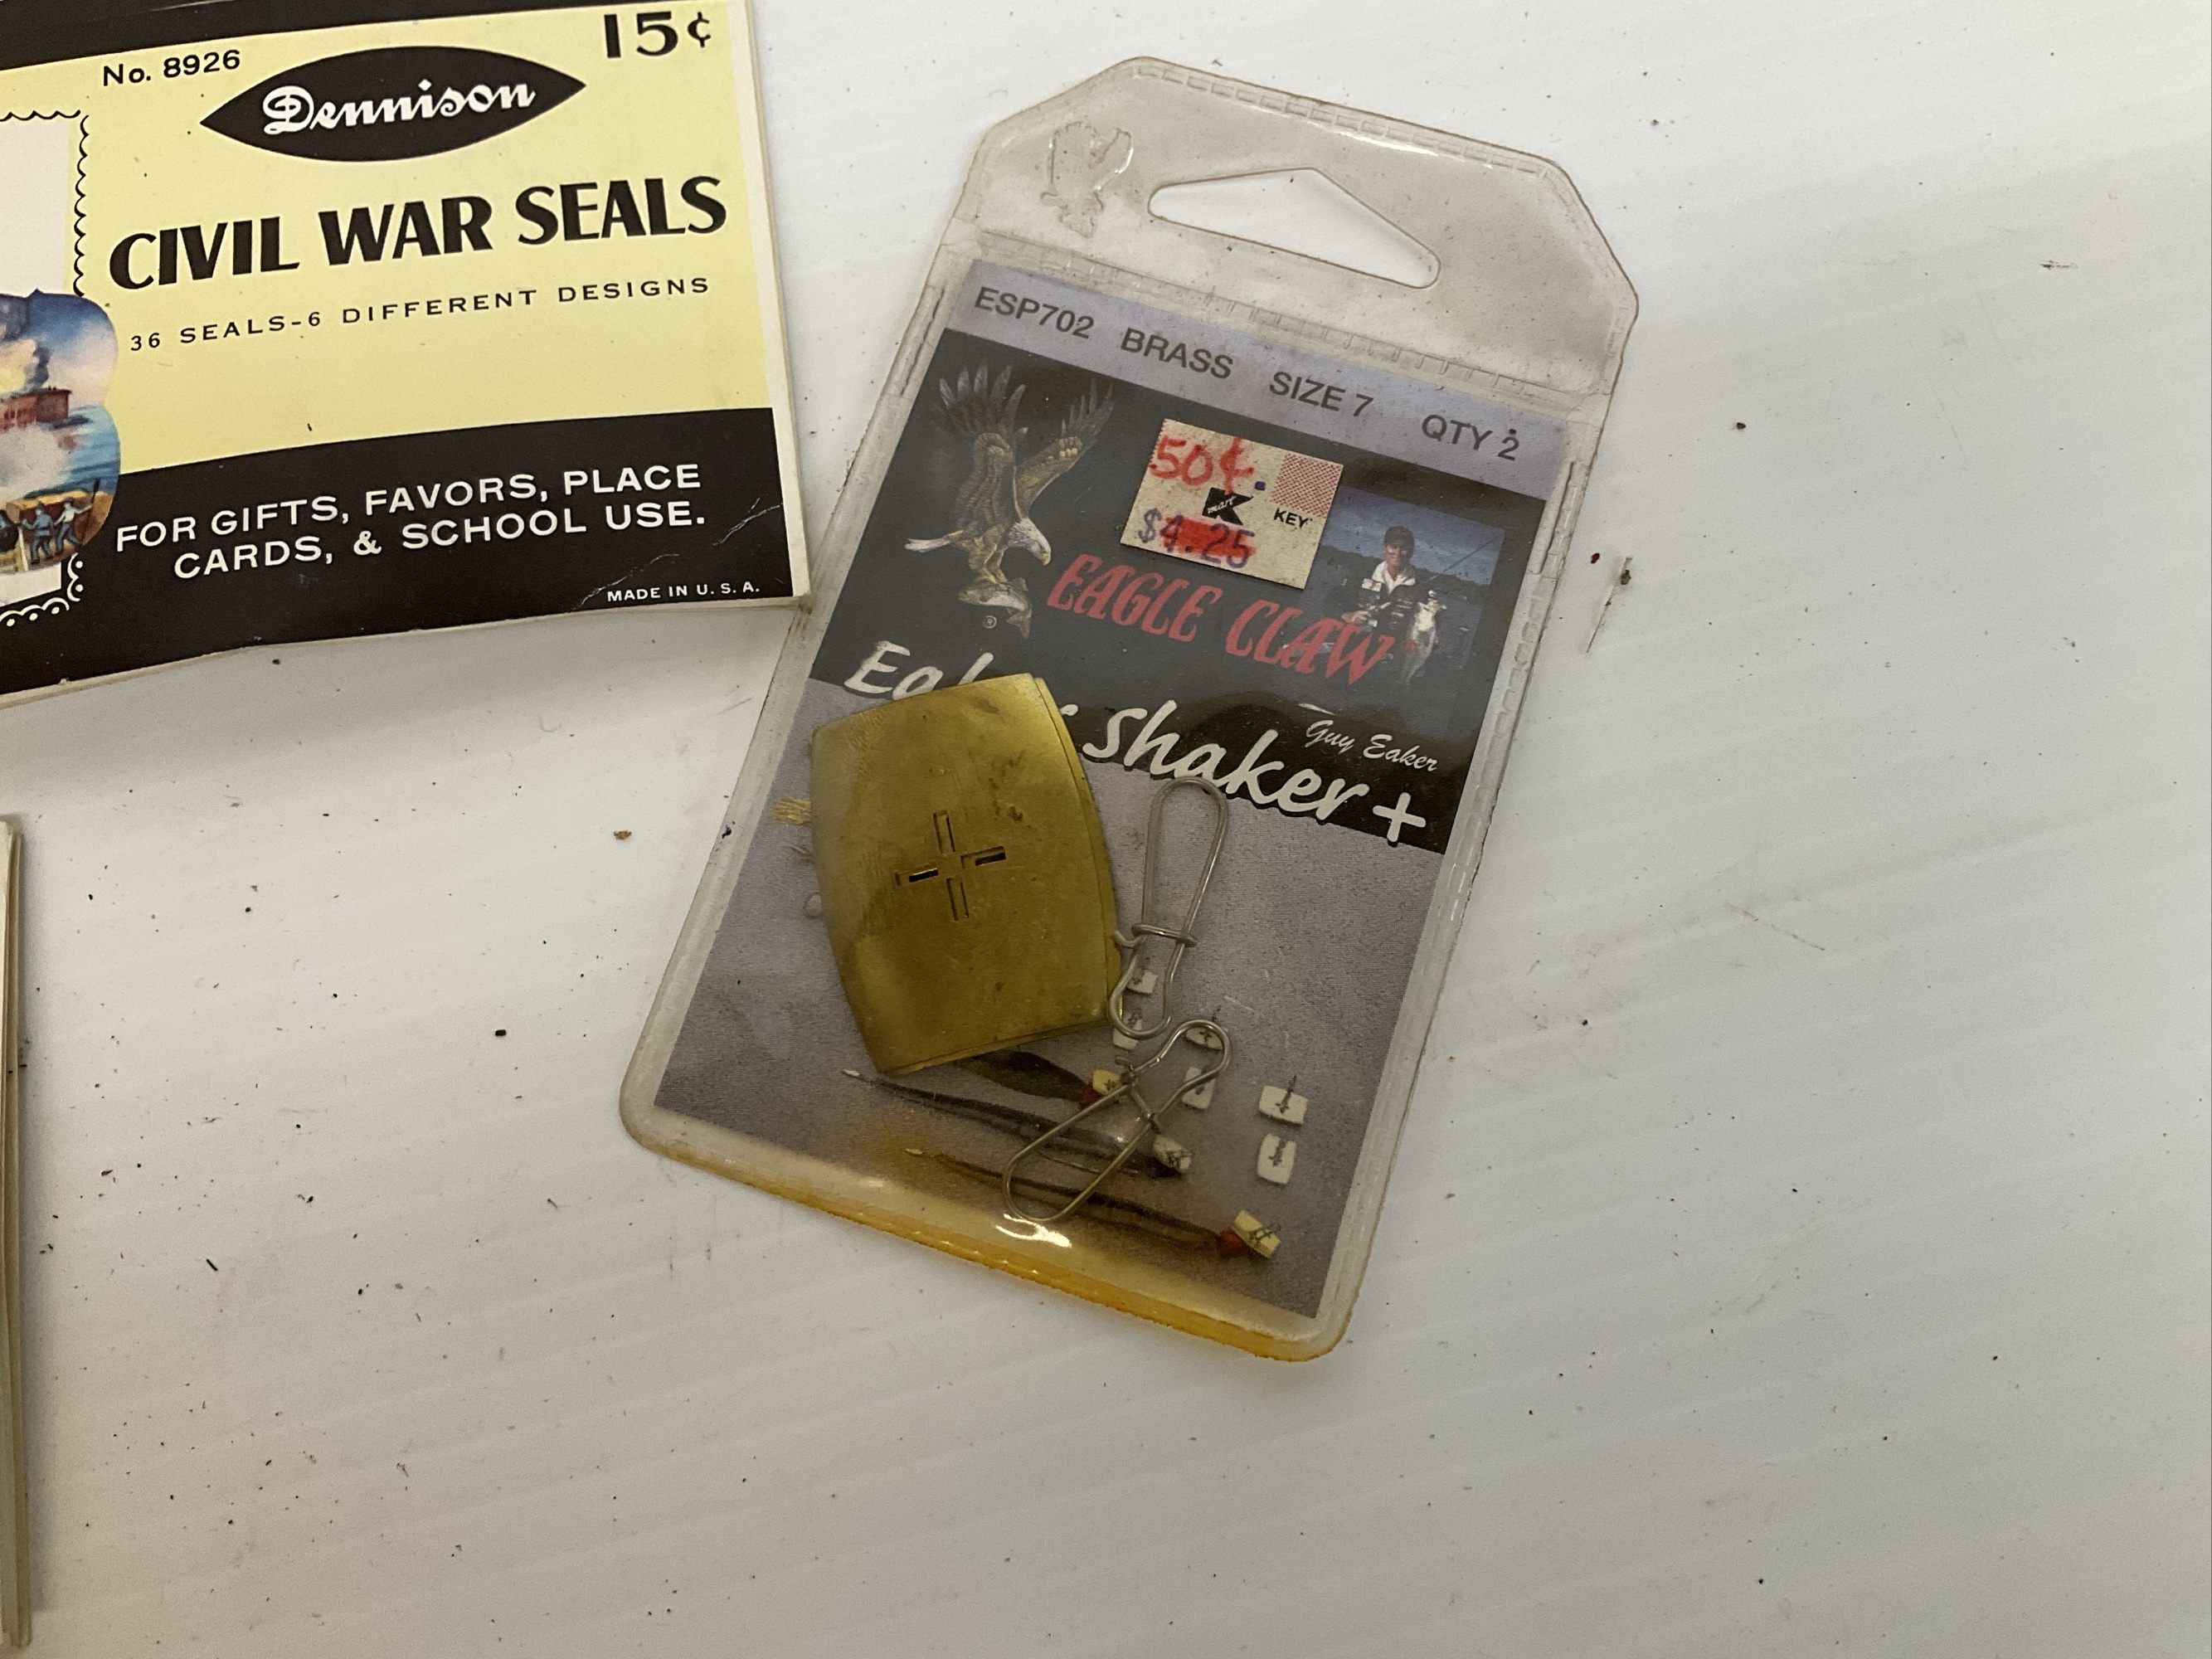 No. 8926
15¢
Dennison
CIVIL WAR SEALS
36 SEALS-6 DIFFERENT DESIGNS
FOR GIFTS, FAVORS, PLACE
CARDS, & SCHOOL USE.
MADE IN U.S.A.
ESP702 BRASS SIZE 7 QTY 2
50¢.
K KEY
$4.25
EAGLE CLAW
®
Guy Eaker
shaker+